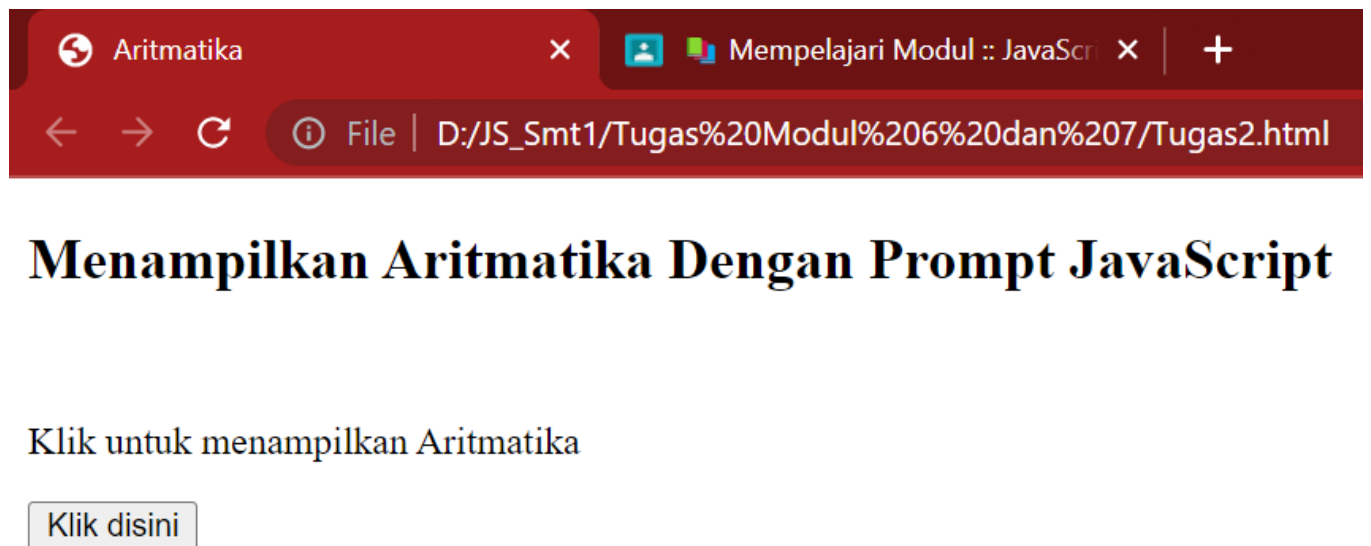 Aritmatika
Mempelajari Modul :: JavaScri
File | D:/JS_Smt1/Tugas%20Modul%206%20dan%207/Tugas2.html
Menampilkan Aritmatika Dengan Prompt JavaScript
Klik untuk menampilkan Aritmatika
Klik disini